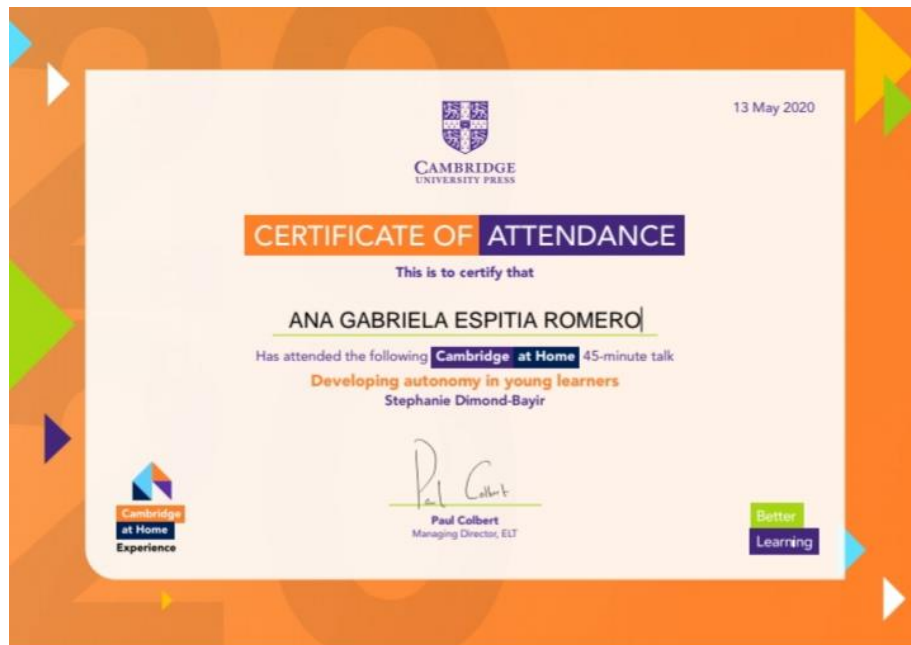 13 May 2020
CAMBRIDGE
UNIVERSITY PRESS
CERTIFICATE OF ATTENDANCE
This is to certify that
ANA GABRIELA ESPITIA ROMERO
Has attended the following Cambridge at Home 45-minute talk
Developing autonomy in young learners
Stephanie Dimond-Bayir
Paul Colbert
Paul Colbert
Managing Director, ELT
Cambridge
at Home
Experience
Better
Learning